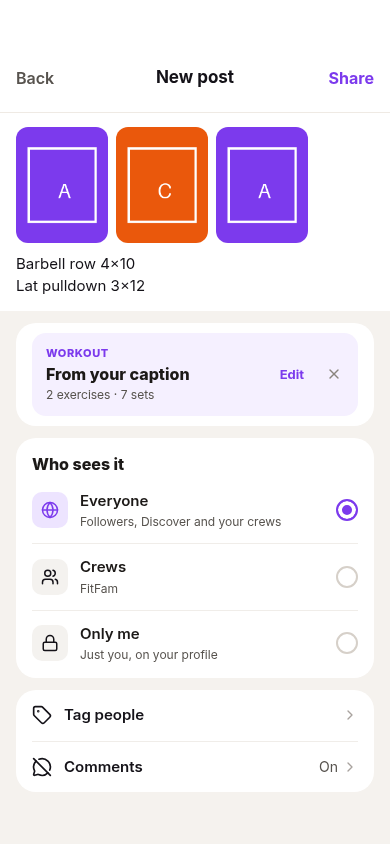 Back
New post
Share
A
C
A
Barbell row 4×10
Lat pulldown 3×12
WORKOUT
From your caption
Edit
2 exercises · 7 sets
Who sees it
Everyone
Followers, Discover and your crews
Crews
FitFam
Only me
Just you, on your profile
Tag people
Comments
On